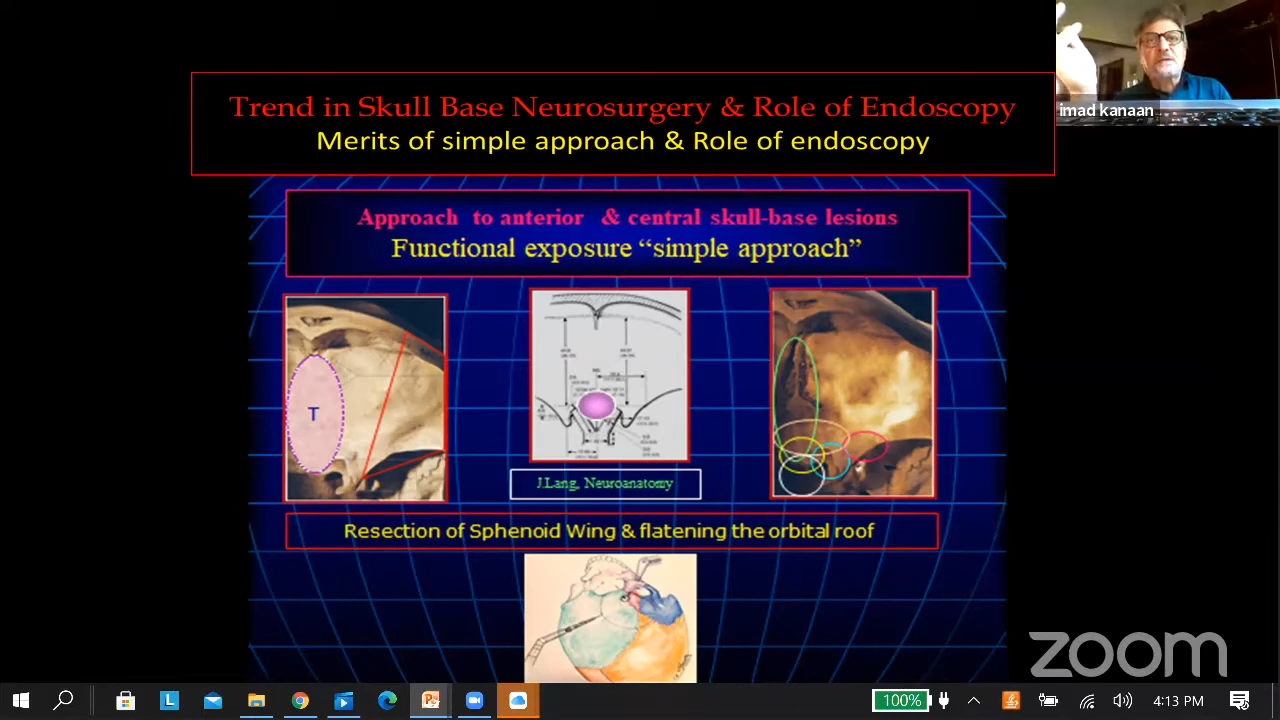 Trend in Skull Base Neurosurgery & Role of Endoscopy
Merits of simple approach & Role of endoscopy
imad kanaan
Approach to anterior & central skull-base lesions
Functional exposure “simple approach”
T
J.Lang, Neuroanatomy
Resection of Sphenoid Wing & flatening the orbital roof
zoom
L
100%
4:13 PM